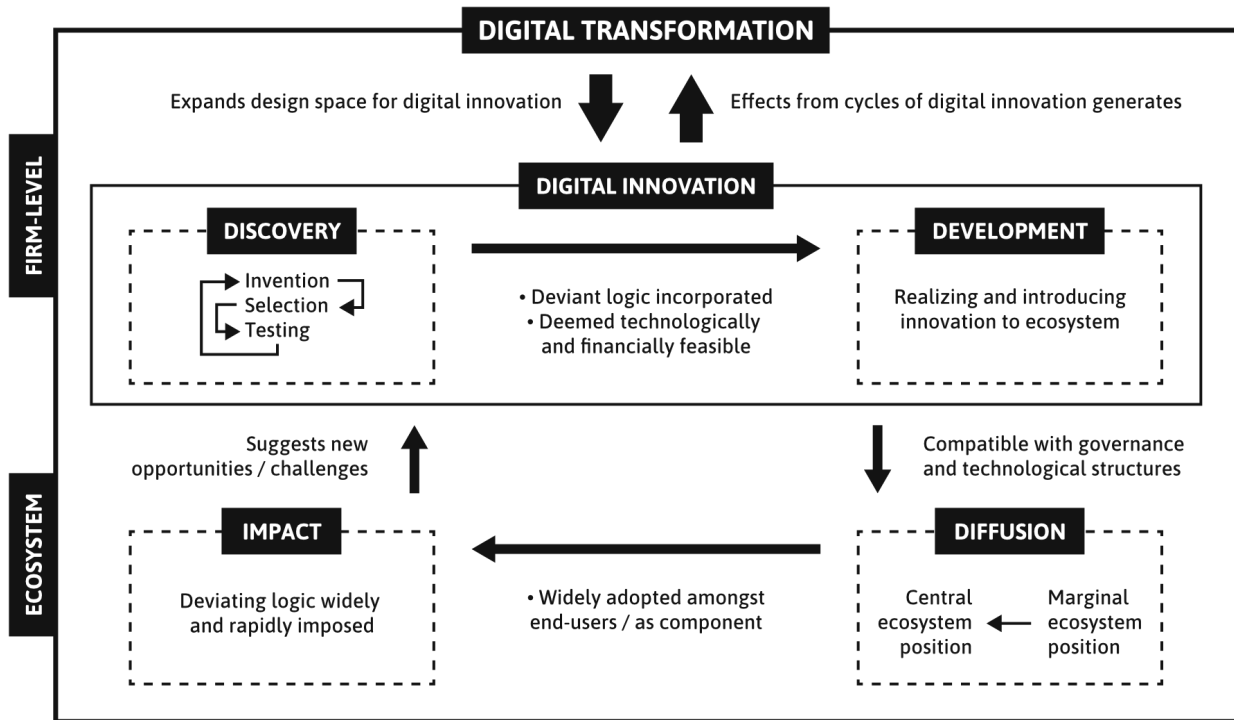 DIGITAL TRANSFORMATION
Expands design space for digital innovation
Effects from cycles of digital innovation generates
FIRM-LEVEL
DIGITAL INNOVATION
DISCOVERY
Invention
Selection
Testing
• Deviant logic incorporated
• Deemed technologically
and financially feasible
DEVELOPMENT
Realizing and introducing
innovation to ecosystem
Suggests new
opportunities / challenges
Compatible with governance
and technological structures
ECOSYSTEM
IMPACT
Deviating logic widely
and rapidly imposed
• Widely adopted amongst
end-users / as component
DIFFUSION
Central
ecosystem
position
Marginal
ecosystem
position